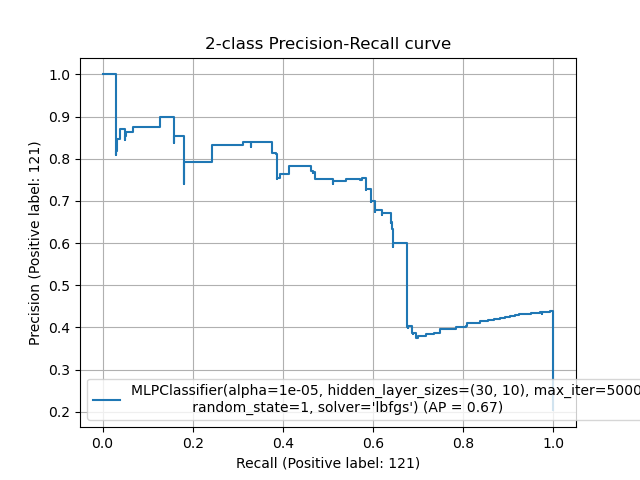 2-class Precision-Recall curve
1.0
0.9
0.8
0.7
0.6
0.5
0.4
0.3
0.2
Precision (Positive label: 121)
MLPClassifier(alpha=1e-05, hidden_layer_sizes=(30, 10), max_iter=5000
random_state=1, solver='lbfgs') (AP = 0.67)
0.0 0.2 0.4 0.6 0.8 1.0
Recall (Positive label: 121)